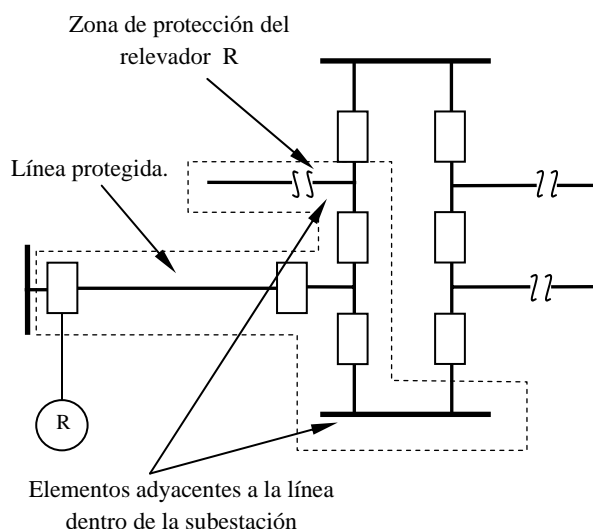 Zona de protección del
relevador R
Línea protegida.
R
Elementos adyacentes a la línea
dentro de la subestación